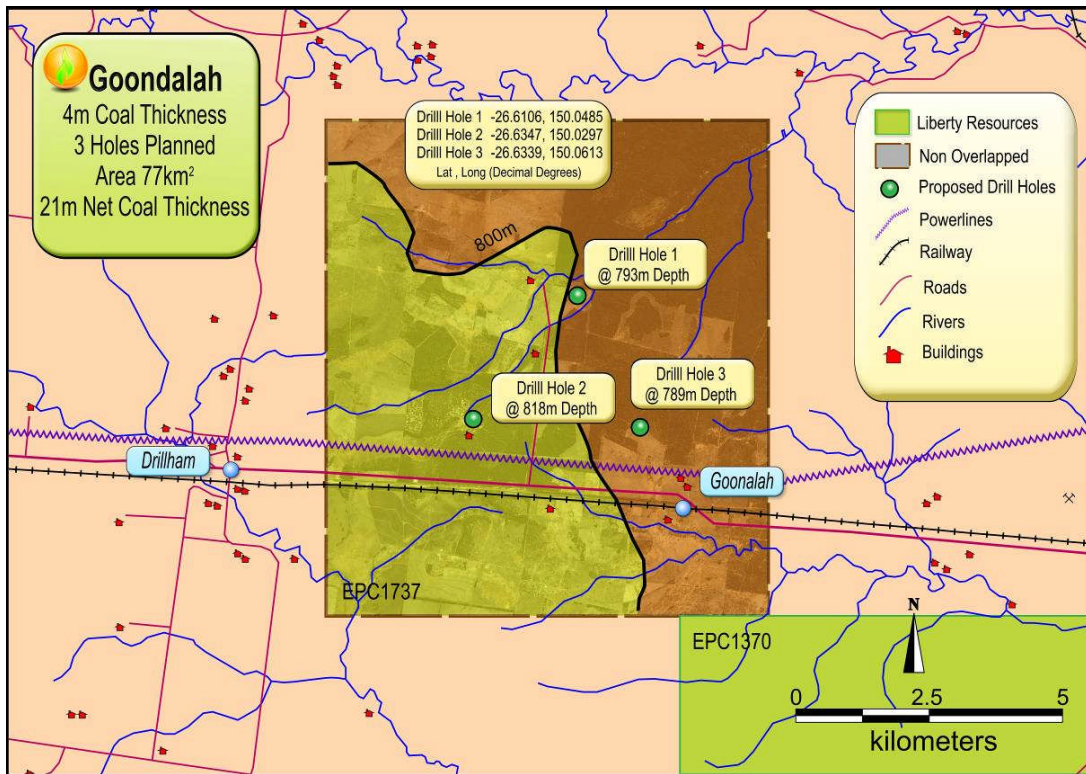 Goondalah
4m Coal Thickness
3 Holes Planned
Area 77km²
21m Net Coal Thickness
Drilll Hole 1 -26.6106, 150.0485
Drilll Hole 2 -26.6347, 150.0297
Drilll Hole 3 -26.6339, 150.0613
Lat , Long (Decimal Degrees)
Liberty Resources
Non Overlapped
Proposed Drill Holes
Powerlines
Railway
Roads
Rivers
Buildings
800m
Drilll Hole 1
@ 793m Depth
Drilll Hole 2
@ 818m Depth
Drilll Hole 3
@ 789m Depth
Drillham
Goonalah
EPC1737
EPC1370
N
0 2.5 5
kilometers